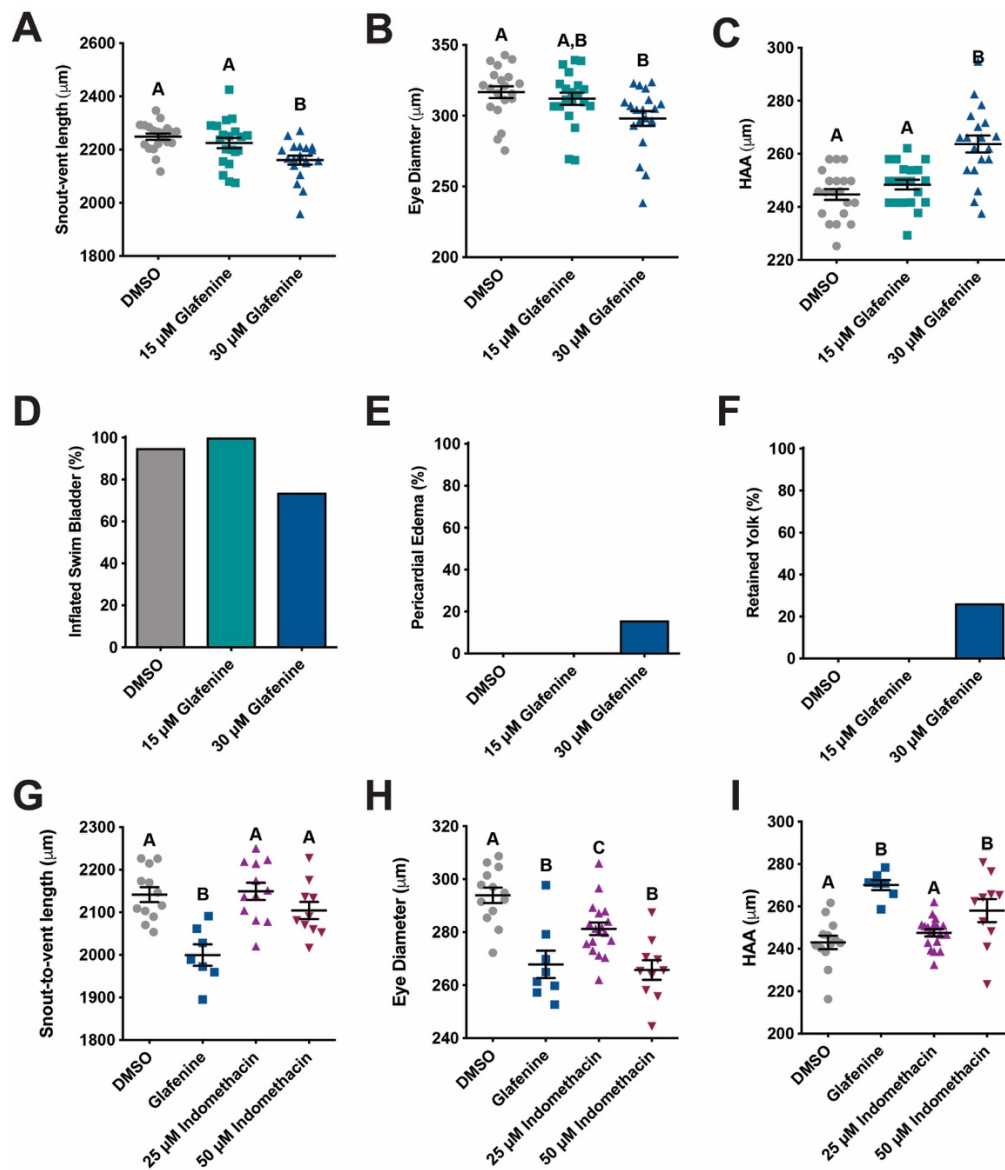 A
Snout-vent length (μm)
2600
2400
2200
2000
1800
A
A
B
DMSO
15 μM Glafenine
30 μM Glafenine
B
Eye Diamter (μm)
350
300
250
200
A
A,B
B
DMSO
15 μM Glafenine
30 μM Glafenine
C
HAA (μm)
300
280
260
240
220
A
A
B
DMSO
15 μM Glafenine
30 μM Glafenine
D
Inflated Swim Bladder (%)
100
80
60
40
20
0
DMSO
15 μM Glafenine
30 μM Glafenine
E
Pericardial Edema (%)
100
80
60
40
20
0
DMSO
15 μM Glafenine
30 μM Glafenine
F
Retained Yolk (%)
100
80
60
40
20
0
DMSO
15 μM Glafenine
30 μM Glafenine
G
Snout-to-vent length (μm)
2300
2200
2100
2000
1900
1800
A
B
A
A
DMSO
Glafenine
25 μM Indomethacin
50 μM Indomethacin
H
Eye Diameter (μm)
320
300
280
260
240
A
B
C
B
DMSO
Glafenine
25 μM Indomethacin
50 μM Indomethacin
I
HAA (μm)
300
280
260
240
220
200
A
B
A
B
DMSO
Glafenine
25 μM Indomethacin
50 μM Indomethacin